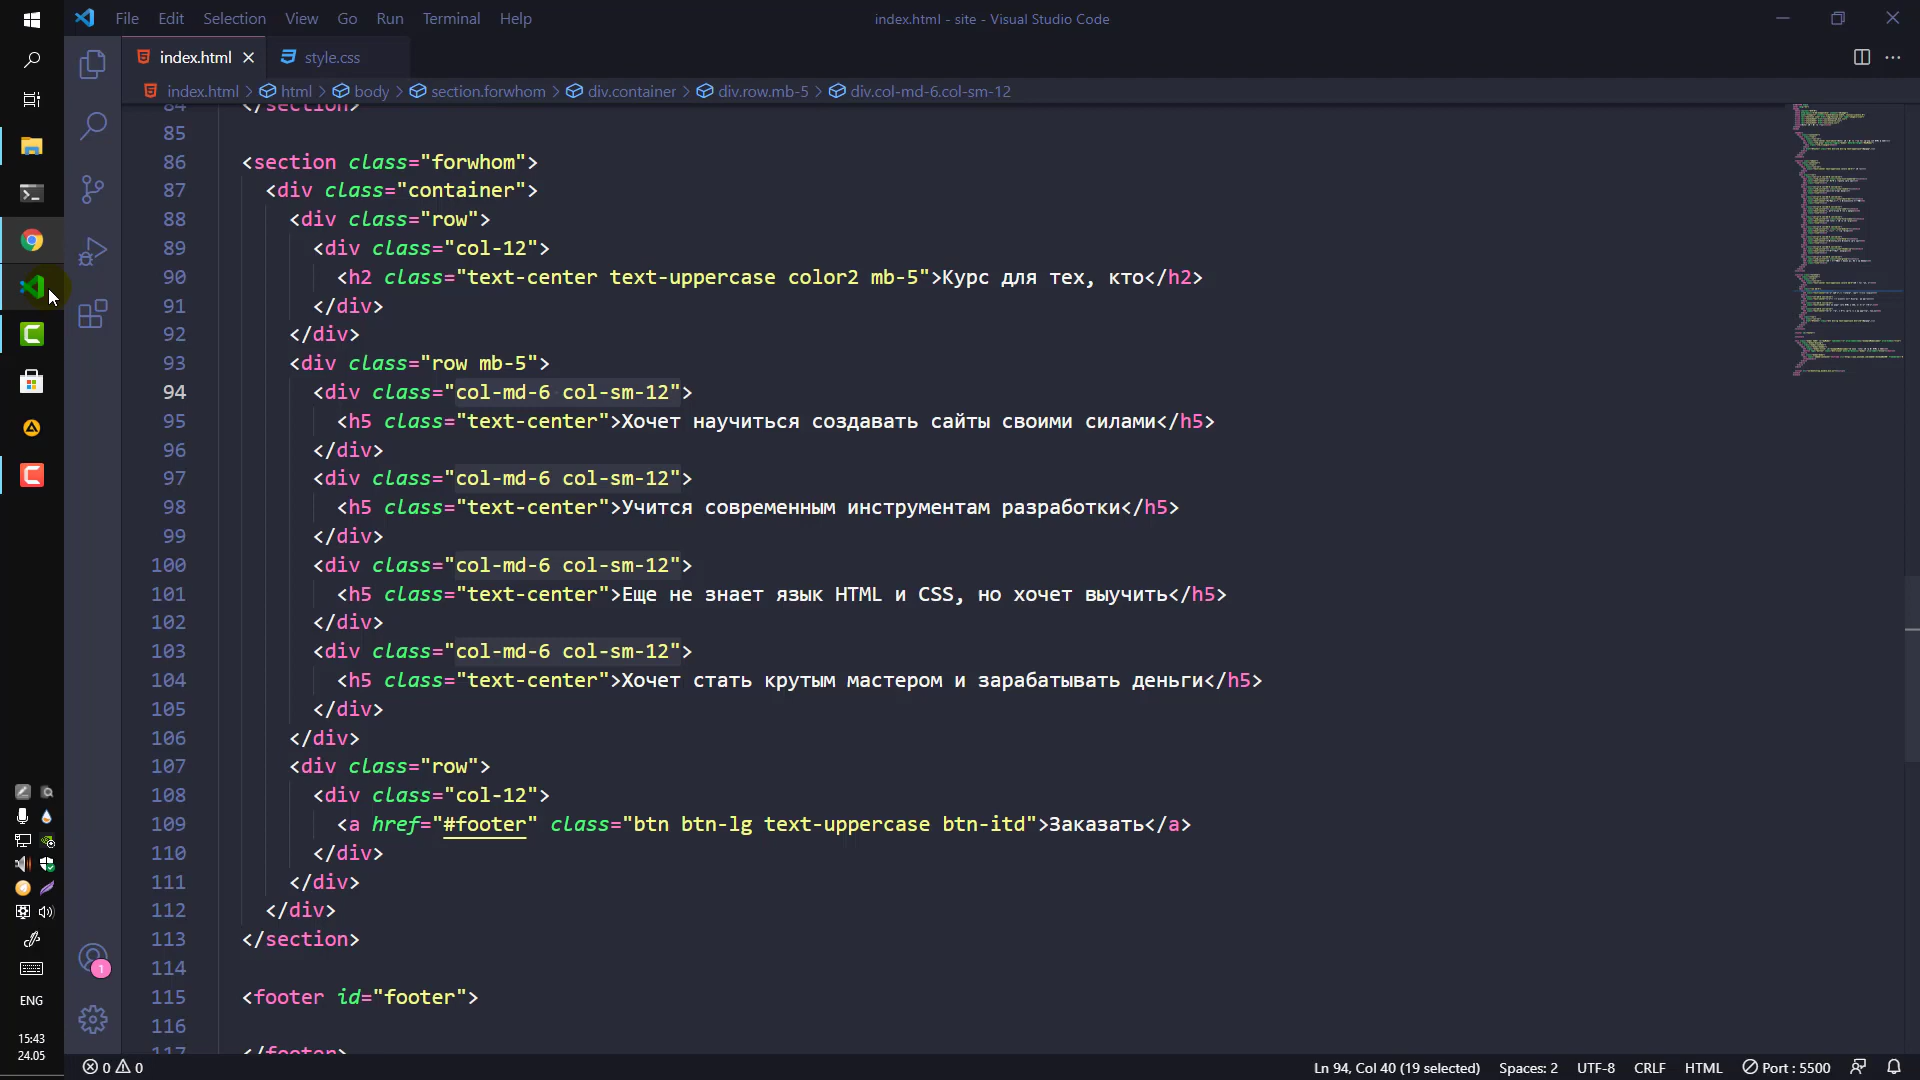 File Edit Selection View Go Run Terminal Help
index.html - site - Visual Studio Code
index.html style.css
index.html > html > body > section.forwhom > div.container > div.row.mb-5 > div.col-md-6.col-sm-12
84 </section>
85
86 <section class="forwhom">
87 <div class="container">
88 <div class="row">
89 <div class="col-12">
90 <h2 class="text-center text-uppercase color2 mb-5">Курс для тех, кто</h2>
91 </div>
92 </div>
93 <div class="row mb-5">
94 <div class="col-md-6 col-sm-12">
95 <h5 class="text-center">Хочет научиться создавать сайты своими силами</h5>
96 </div>
97 <div class="col-md-6 col-sm-12">
98 <h5 class="text-center">Учится современным инструментам разработки</h5>
99 </div>
100 <div class="col-md-6 col-sm-12">
101 <h5 class="text-center">Еще не знает язык HTML и CSS, но хочет выучить</h5>
102 </div>
103 <div class="col-md-6 col-sm-12">
104 <h5 class="text-center">Хочет стать крутым мастером и зарабатывать деньги</h5>
105 </div>
106 </div>
107 <div class="row">
108 <div class="col-12">
109 <a href="#footer" class="btn btn-lg text-uppercase btn-itd">Заказать</a>
110 </div>
111 </div>
112 </div>
113 </section>
114
115 <footer id="footer">
116
117 </footer>
1
ENG
15:43
24.05
0 0
Ln 94, Col 40 (19 selected) Spaces: 2 UTF-8 CRLF HTML Port : 5500